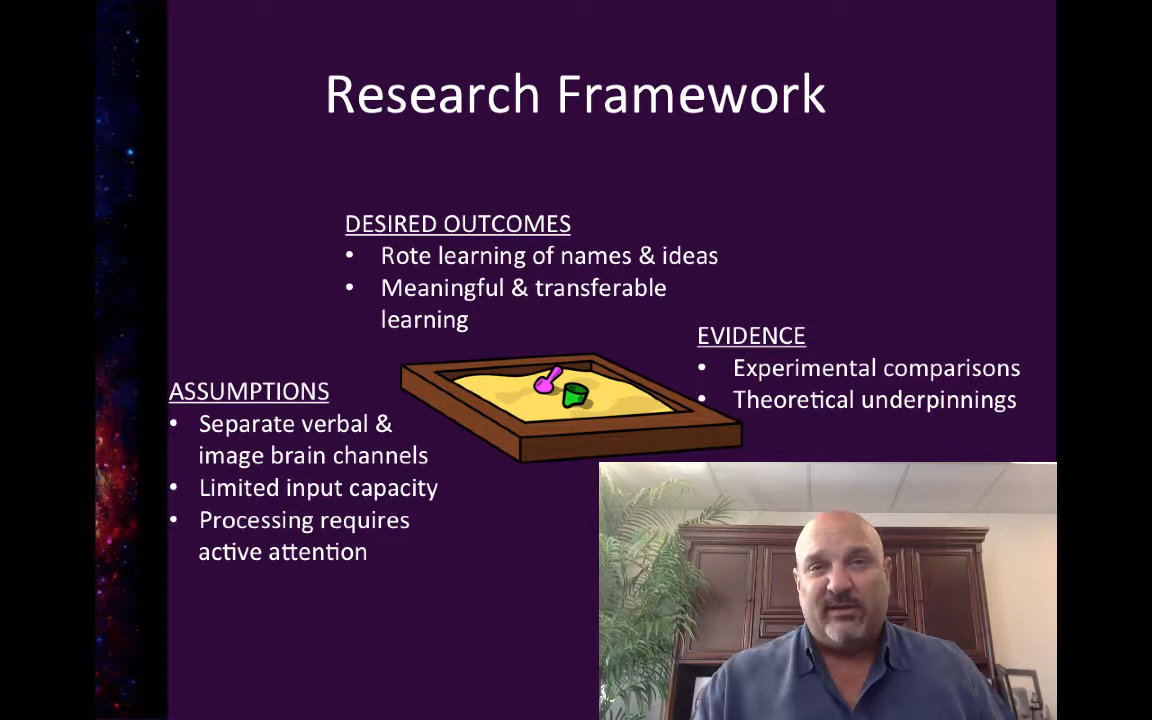 Research Framework
DESIRED OUTCOMES
• Rote learning of names & ideas
• Meaningful & transferable
learning
EVIDENCE
• Experimental comparisons
• Theoretical underpinnings
ASSUMPTIONS
• Separate verbal &
image brain channels
• Limited input capacity
• Processing requires
active attention